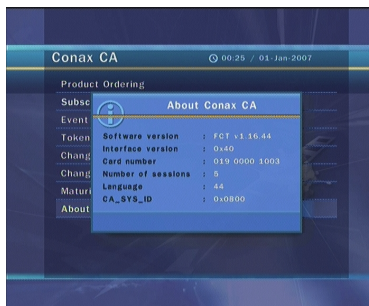 Conax CA
00:25 / 01-Jan-2007
Product Ordering
Subsc
Event
Token
Chang
Chang
Maturi
About
About Conax CA
Software version : FCT v1.16.44
Interface version : 0x40
Card number : 019 0000 1003
Number of sessions : 5
Language : 44
CA_SYS_ID : 0x0800